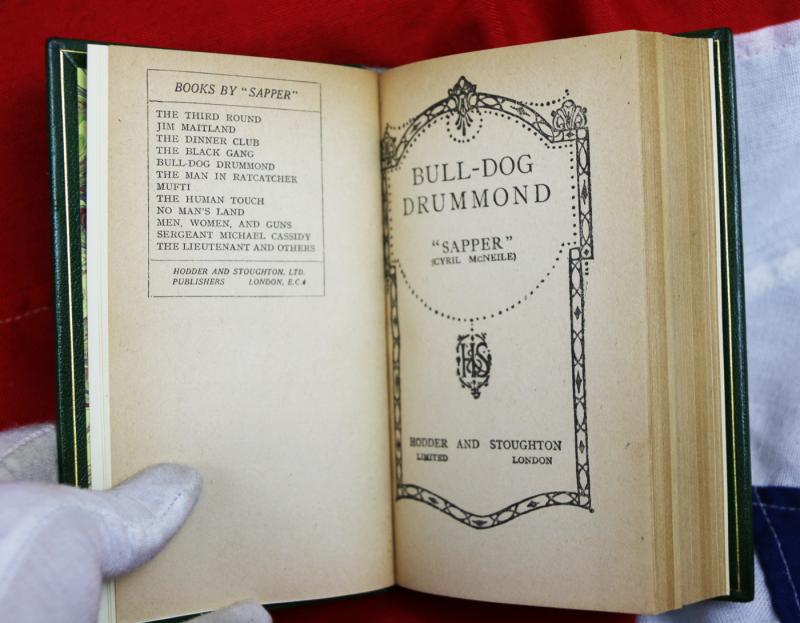 BOOKS BY "SAPPER"
THE THIRD ROUND
JIM MAITLAND
THE DINNER CLUB
THE BLACK GANG
BULL-DOG DRUMMOND
THE MAN IN RATCATCHER
MUFTI
THE HUMAN TOUCH
NO MAN'S LAND
MEN, WOMEN, AND GUNS
SERGEANT MICHAEL CASSIDY
THE LIEUTENANT AND OTHERS
HODDER AND STOUGHTON, LTD.
PUBLISHERS LONDON, E.C.4
BULL-DOG
DRUMMOND
"SAPPER"
(CYRIL McNEILE)
HS
HODDER AND STOUGHTON
LIMITED LONDON